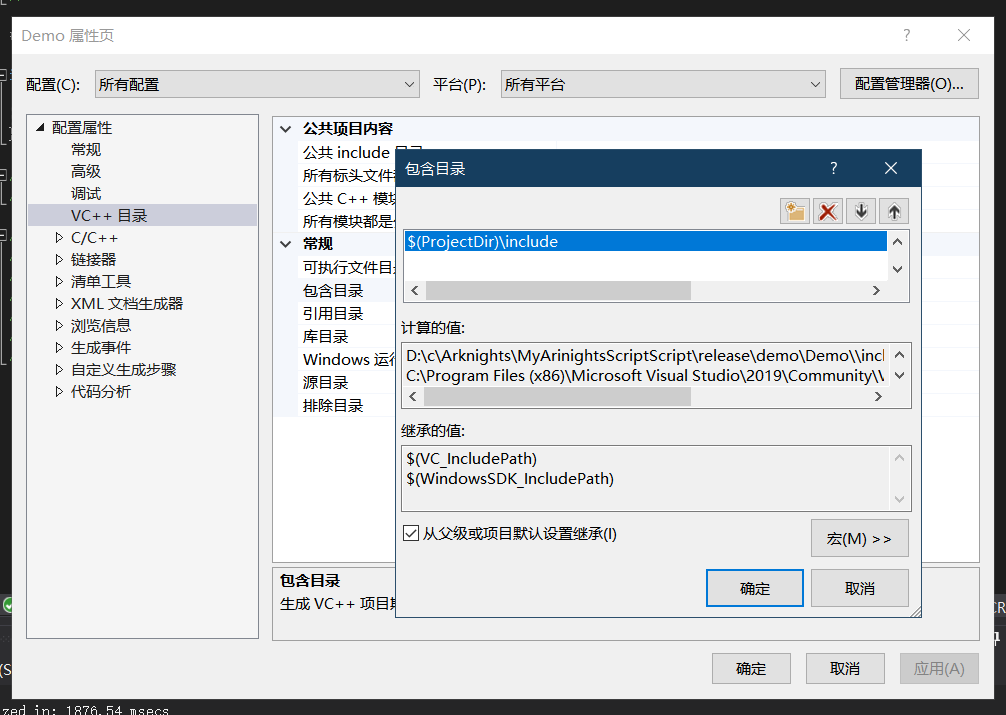 Demo 属性页
配置(C):
所有配置
平台(P):
所有平台
配置管理器(O)...
配置属性
常规
高级
调试
VC++ 目录
C/C++
链接器
清单工具
XML 文档生成器
浏览信息
生成事件
自定义生成步骤
代码分析
公共项目内容
公共 include 目录
所有标头文件
公共 C++ 模块
所有模块都是
常规
可执行文件目录
包含目录
引用目录
库目录
Windows 运行
源目录
排除目录
包含目录
生成 VC++ 项目
包含目录
$(ProjectDir)\include
计算的值:
D:\c\Arknights\MyArinightsScriptScript\release\demo\Demo\\incl
C:\Program Files (x86)\Microsoft Visual Studio\2019\Community\\
继承的值:
$(VC_IncludePath)
$(WindowsSDK_IncludePath)
从父级或项目默认设置继承(I)
宏(M) >>
确定
取消
确定
取消
应用(A)
CR
(S
zed in: 1876.54 msecs